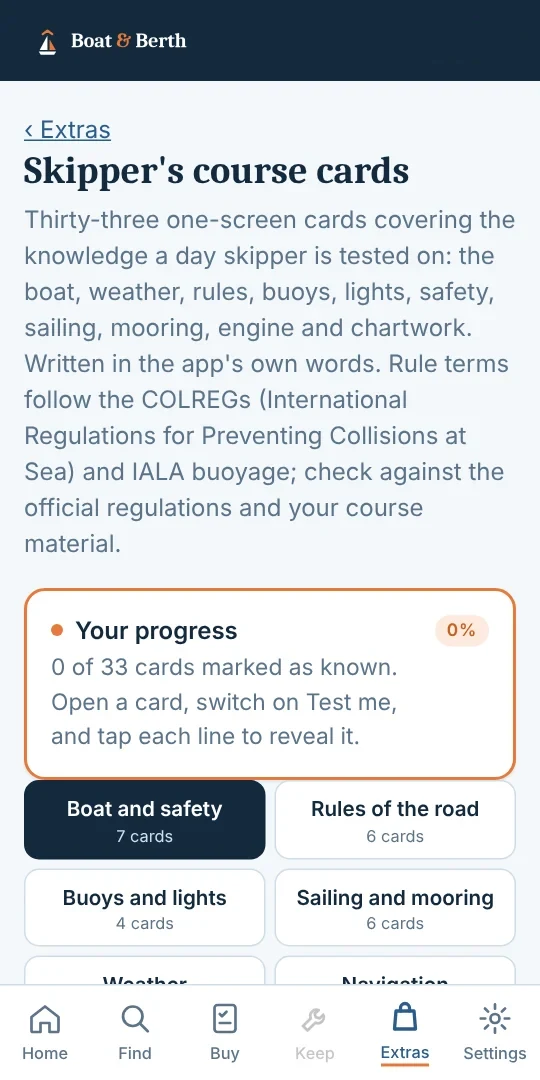 Boat & Berth
‹ Extras
Skipper's course cards
Thirty-three one-screen cards covering the
knowledge a day skipper is tested on: the
boat, weather, rules, buoys, lights, safety,
sailing, mooring, engine and chartwork.
Written in the app's own words. Rule terms
follow the COLREGs (International
Regulations for Preventing Collisions at
Sea) and IALA buoyage; check against the
official regulations and your course
material.
Your progress
0%
0 of 33 cards marked as known.
Open a card, switch on Test me,
and tap each line to reveal it.
Boat and safety
7 cards
Rules of the road
6 cards
Buoys and lights
4 cards
Sailing and mooring
6 cards
Weather
Navigation
Home
Find
Buy
Keep
Extras
Settings